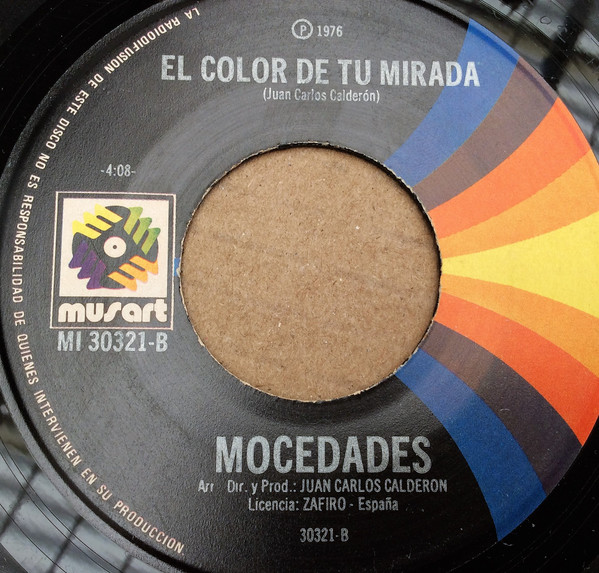 Ⓟ 1976
EL COLOR DE TU MIRADA
(Juan Carlos Calderón)
-4:08-
musart
MI 30321-B
MOCEDADES
Arr Dir. y Prod.: JUAN CARLOS CALDERON
Licencia: ZAFIRO - España
30321-B
LA RADIODIFUSION DE ESTE DISCO NO ES RESPONSABILIDAD DE QUIENES INTERVIENEN EN SU PRODUCCION.